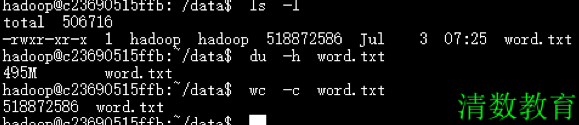 hadoop@c23690515ffb: /data$ ls -l
total 506716
-rwxr-xr-x 1 hadoop hadoop 518872586 Jul 3 07:25 word.txt
hadoop@c23690515ffb:~/data$ du -h word.txt
495M word.txt
hadoop@c23690515ffb:~/data$ wc -c word.txt
518872586 word.txt
hadoop@c23690515ffb:~/data$
清数教育